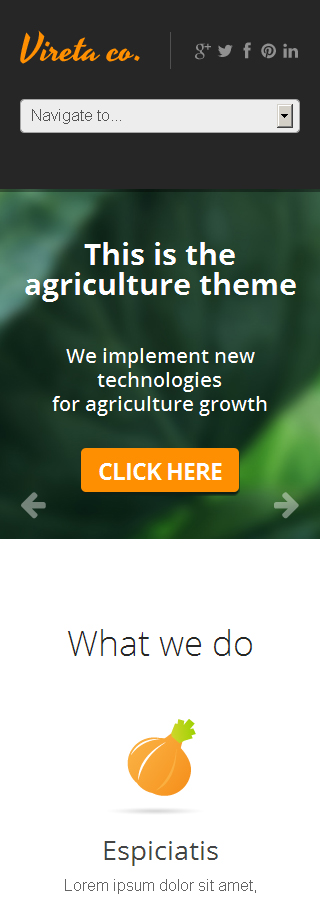 Vireta co.
Navigate to...
This is the
agriculture theme
We implement new
technologies
for agriculture growth
CLICK HERE
What we do
Espiciatis
Lorem ipsum dolor sit amet,